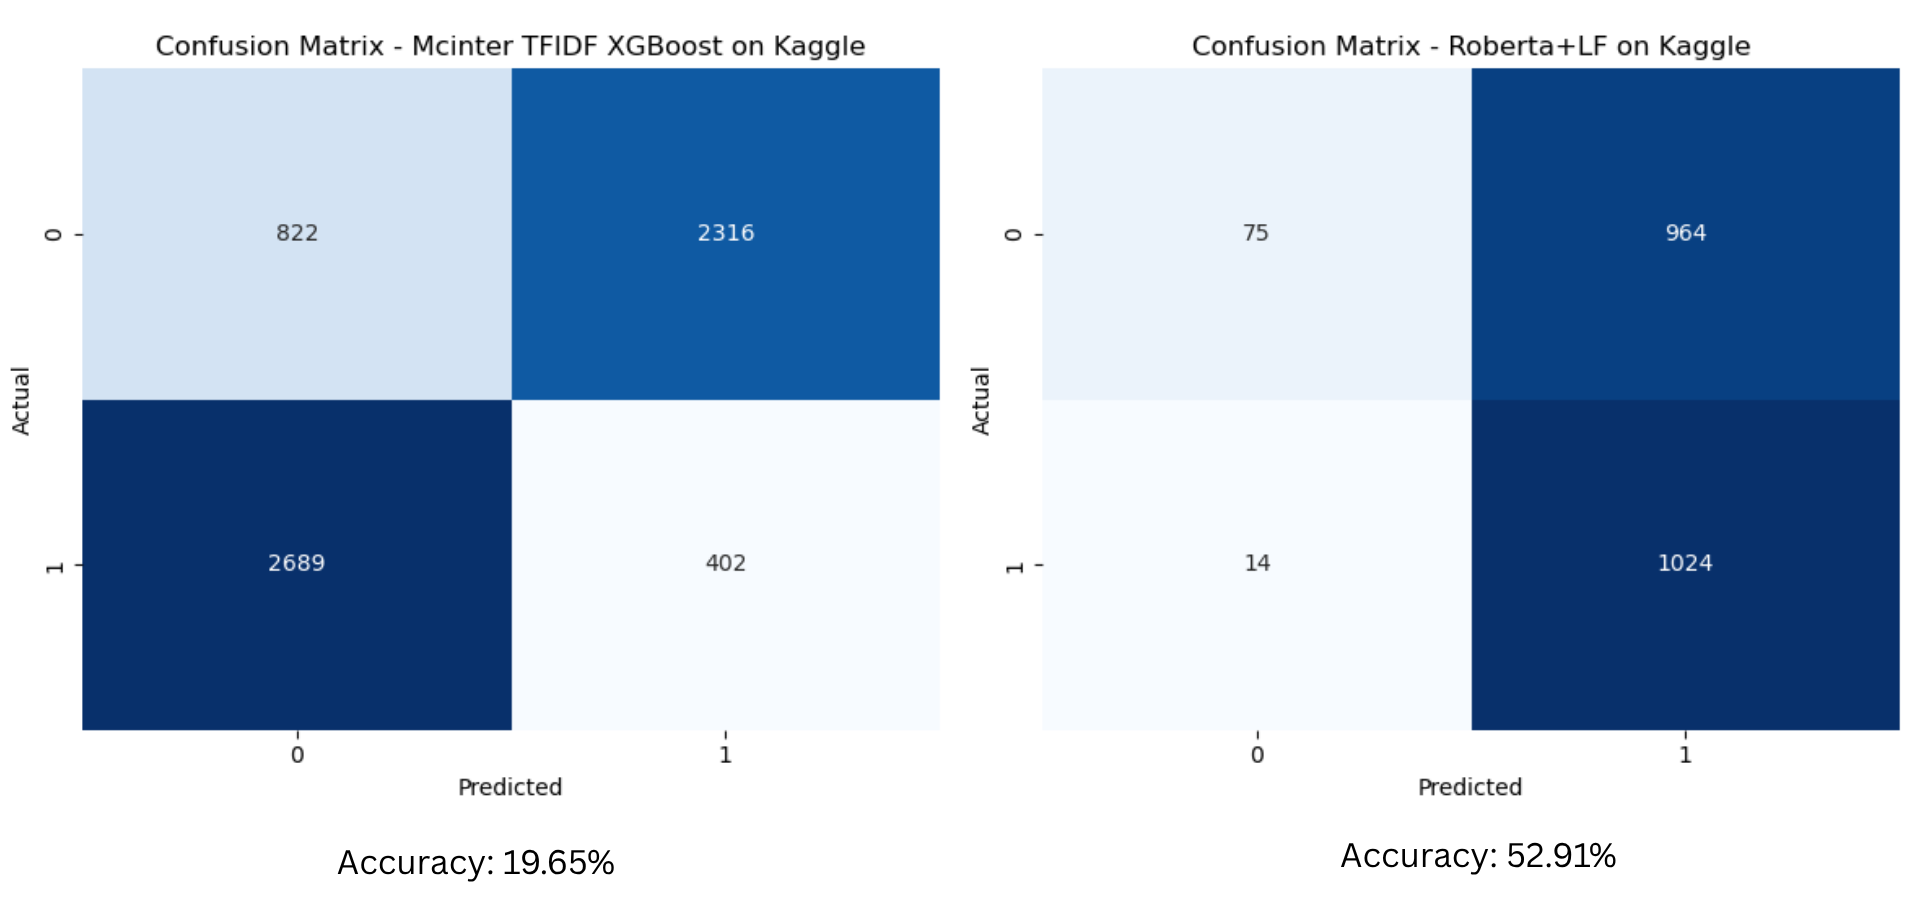 Confusion Matrix - Mcinter TFIDF XGBoost on Kaggle
Actual
0
1
822
2316
2689
402
0
1
Predicted
Accuracy: 19.65%
Confusion Matrix - Roberta+LF on Kaggle
Actual
0
1
75
964
14
1024
0
1
Predicted
Accuracy: 52.91%